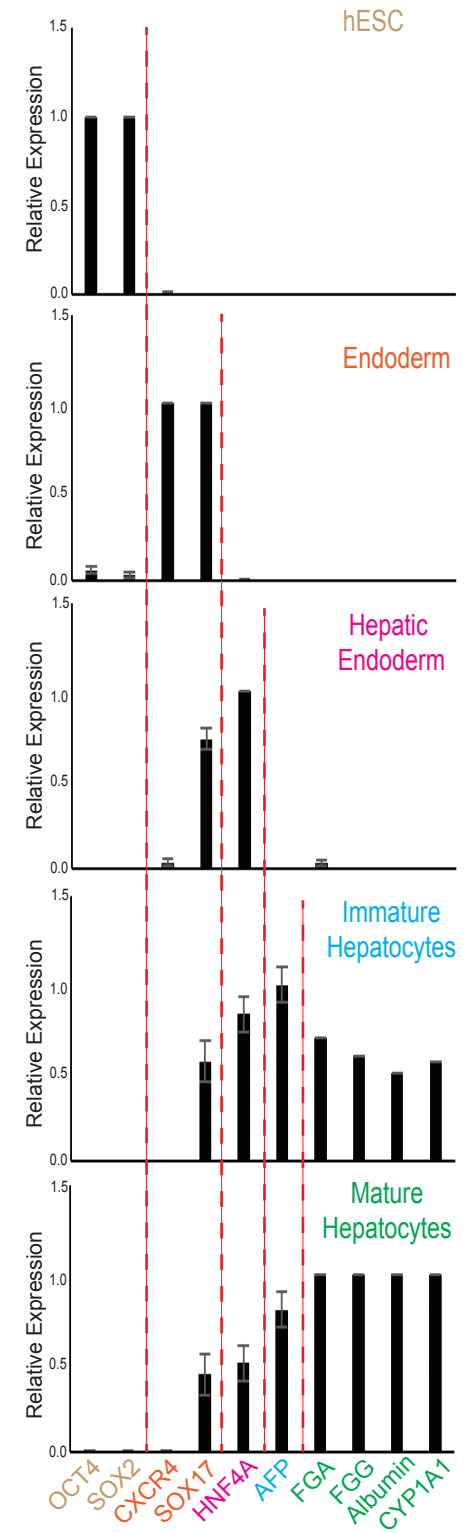 hESC
Relative Expression
1.5
1.0
0.5
0.0
Endoderm
Relative Expression
1.5
1.0
0.5
0.0
Hepatic
Endoderm
Relative Expression
1.5
1.0
0.5
0.0
Immature
Hepatocytes
Relative Expression
1.5
1.0
0.5
0.0
Mature
Hepatocytes
Relative Expression
1.5
1.0
0.5
0.0
OCT4
SOX2
CXCR4
SOX17
HNF4A
AFP
FGA
FGG
Albumin
CYP1A1